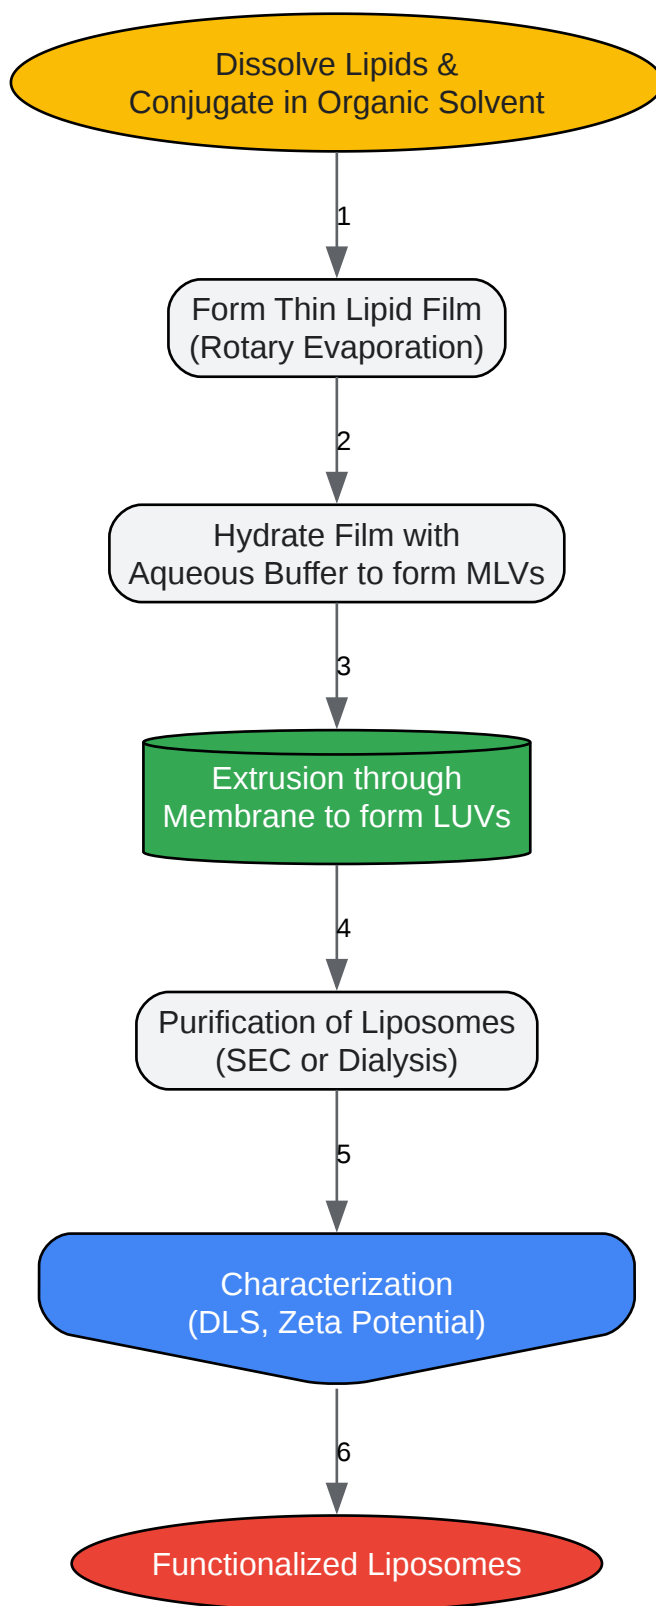 Dissolve Lipids &
Conjugate in Organic Solvent
1
Form Thin Lipid Film
(Rotary Evaporation)
2
Hydrate Film with
Aqueous Buffer to form MLVs
3
Extrusion through
Membrane to form LUVs
4
Purification of Liposomes
(SEC or Dialysis)
5
Characterization
(DLS, Zeta Potential)
6
Functionalized Liposomes